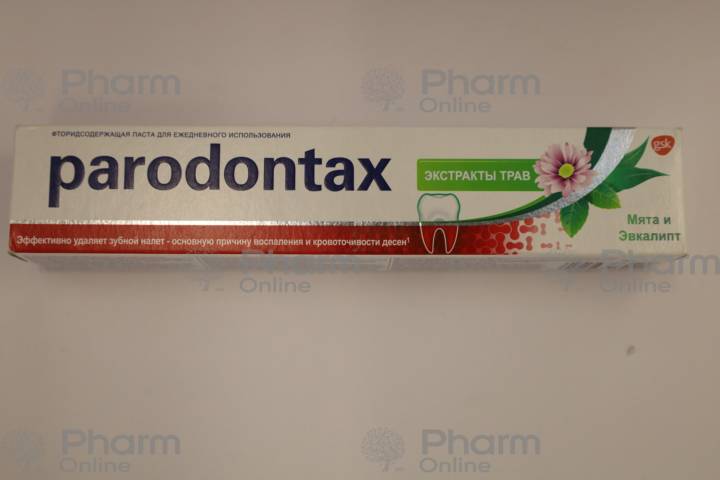 Pharm
Online
Pharm
Online
ФТОРИДСОДЕРЖАЩАЯ ПАСТА ДЛЯ ЕЖЕДНЕВНОГО ИСПОЛЬЗОВАНИЯ
parodontax
ЭКСТРАКТЫ ТРАВ
gsk
Мята и
Эвкалипт
Эффективно удаляет зубной налет - основную причину воспаления и кровоточивости десен¹
Pharm
Online
Pharm
Online
Pharm
Online
Pharm
Online